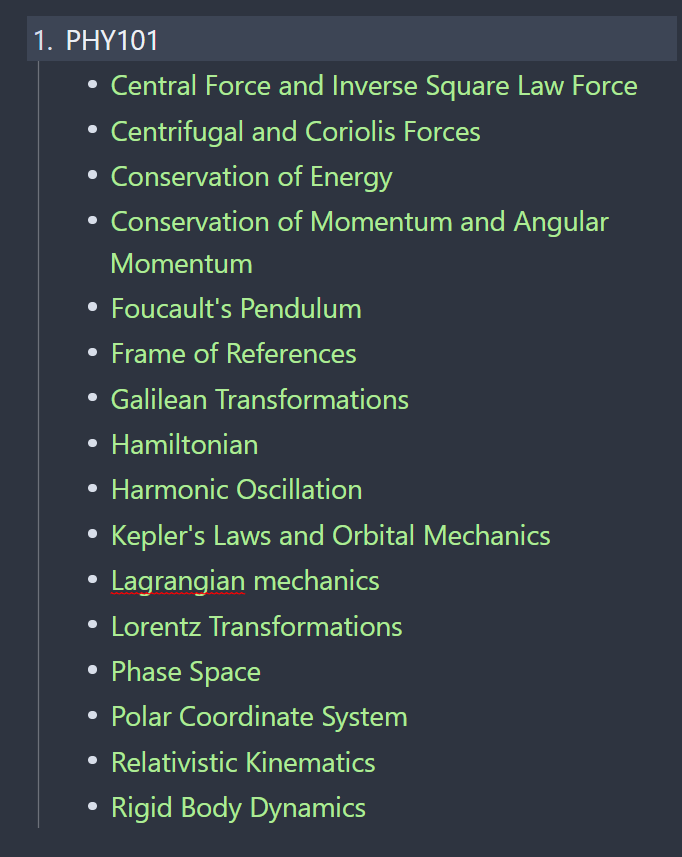 1. PHY101
• Central Force and Inverse Square Law Force
• Centrifugal and Coriolis Forces
• Conservation of Energy
• Conservation of Momentum and Angular
Momentum
• Foucault's Pendulum
• Frame of References
• Galilean Transformations
• Hamiltonian
• Harmonic Oscillation
• Kepler's Laws and Orbital Mechanics
• Lagrangian mechanics
• Lorentz Transformations
• Phase Space
• Polar Coordinate System
• Relativistic Kinematics
• Rigid Body Dynamics